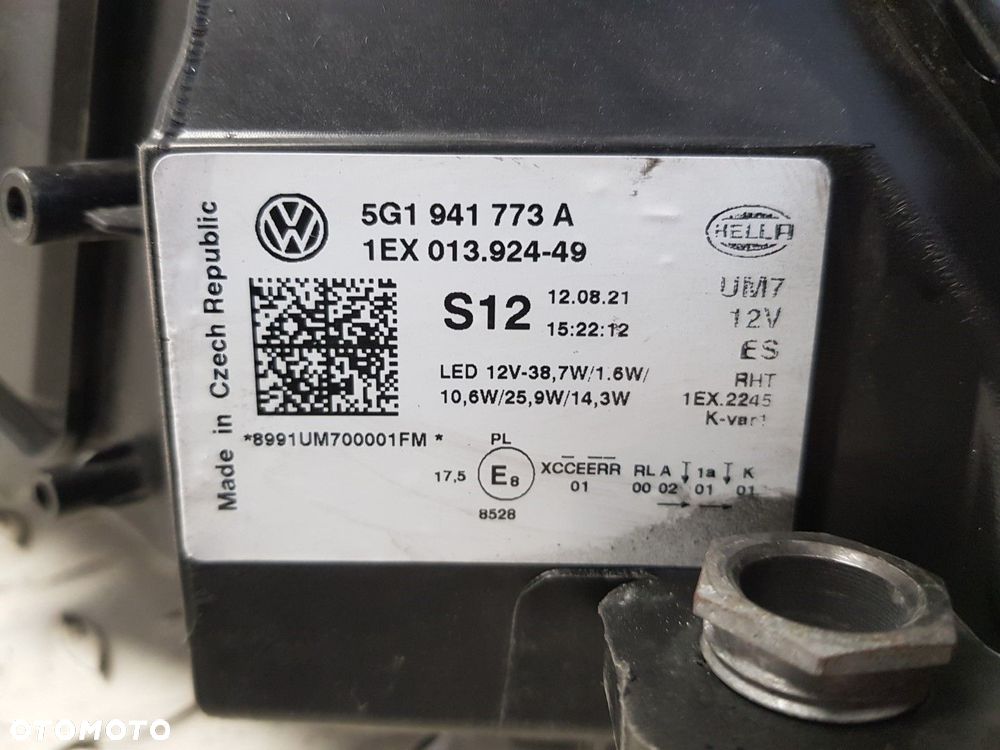 Made in Czech Republic
5G1 941 773 A
1EX 013.924-49
HELLA
S12
12.08.21
15:22:12
UM7
12V
ES
LED 12V-38,7W/1.6W/
10,6W/25,9W/14,3W
RHT
1EX.2245
K-var1
*8991UM700001FM *
PL
17,5
E8
8528
XCCEERR RL A 1a K
01 00 02 01 01
OTOMOTO